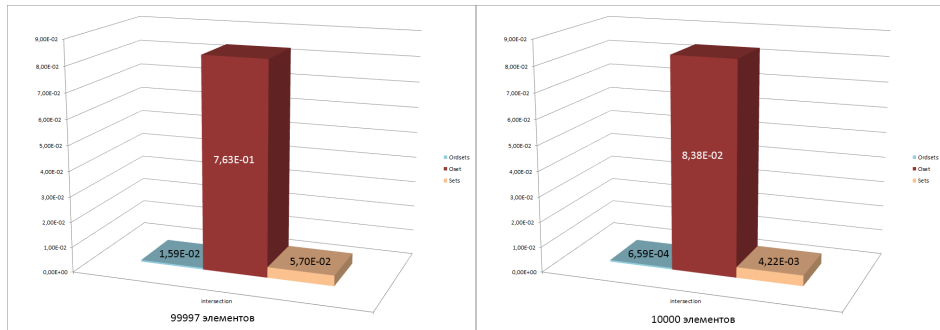 9,00E-02
8,00E-02
7,00E-02
6,00E-02
5,00E-02
4,00E-02
3,00E-02
2,00E-02
1,00E-02
0,00E+00
7,63E-01
1,59E-02
5,70E-02
Ordsets
Oset
Sets
intersection
99997 элементов
9,00E-02
8,00E-02
7,00E-02
6,00E-02
5,00E-02
4,00E-02
3,00E-02
2,00E-02
1,00E-02
0,00E+00
8,38E-02
6,59E-04
4,22E-03
Ordsets
Oset
Sets
intersection
10000 элементов